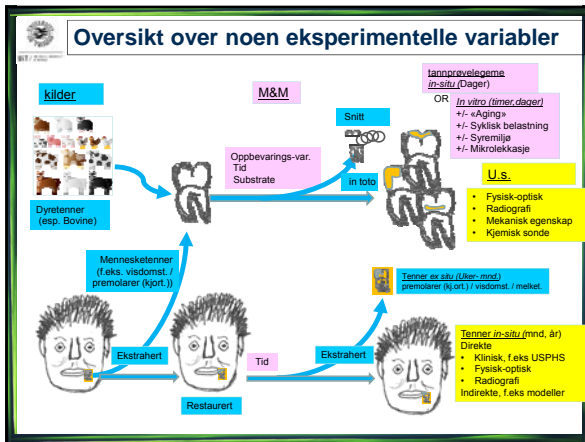 Oversikt over noen eksperimentelle variabler
kilder
M&M
tannprøvelegeme
in-situ (Dager)
OR
In vitro (timer,dager)
+/- «Aging»
+/- Syklisk belastning
+/- Syremiljø
+/- Mikrolekkasje
Snitt
Oppbevarings-var.
Tid
Substrate
in toto
U.s.
• Fysisk-optisk
• Radiografi
• Mekanisk egenskap
• Kjemisk sonde
Dyretenner
(esp. Bovine)
Mennesketenner
(f.eks. visdomst. /
premolarer (kjort.))
Tenner ex situ (Uker- mnd.)
premolarer (kj.ort.) / visdomst. / melket.
Ekstrahert
Restaurert
Tid
Ekstrahert
Tenner in-situ (mnd, år)
Direkte
• Klinisk, f.eks USPHS
• Fysisk-optisk
• Radiografi
Indirekte, f.eks modeller